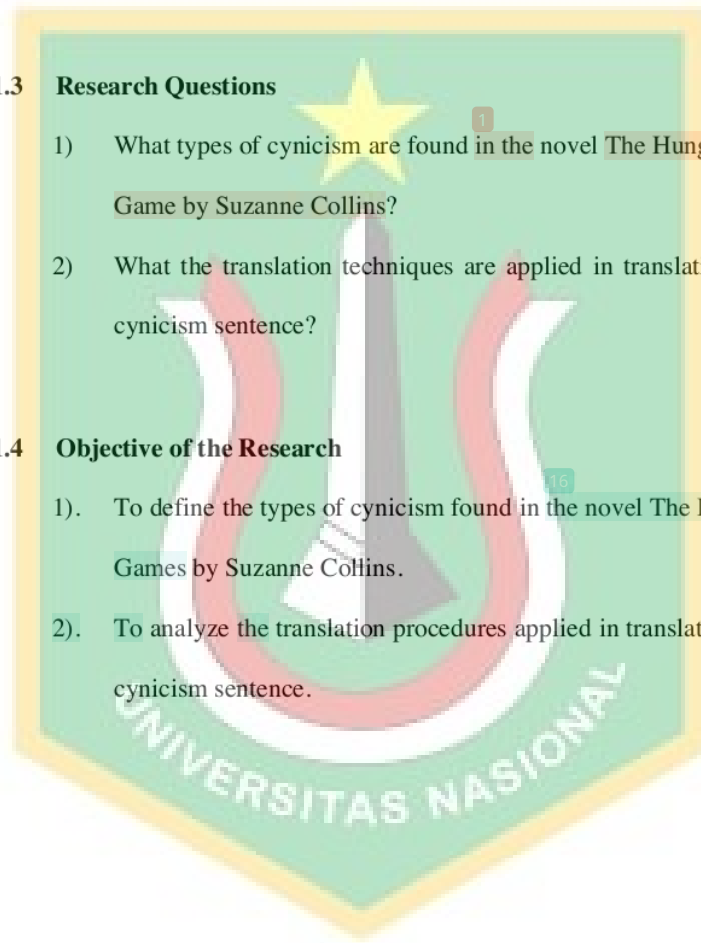 .3 Research Questions
1
1) What types of cynicism are found in the novel The Hung
Game by Suzanne Collins?
2) What the translation techniques are applied in translat
cynicism sentence?
.4 Objective of the Research
16
1). To define the types of cynicism found in the novel The
Games by Suzanne Collins.
2). To analyze the translation procedures applied in translat
cynicism sentence.
UNIVERSITAS NASIONAL